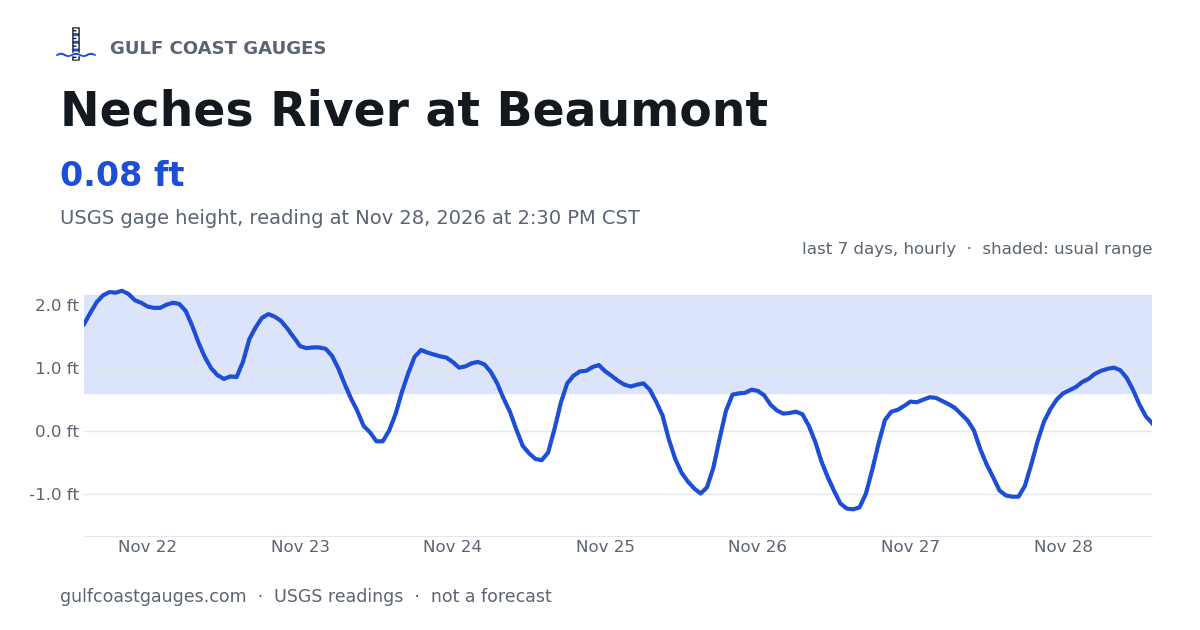 GULF COAST GAUGES
Neches River at Beaumont
0.08 ft
USGS gage height, reading at Nov 28, 2026 at 2:30 PM CST
last 7 days, hourly · shaded: usual range
2.0 ft
1.0 ft
0.0 ft
-1.0 ft
Nov 22 Nov 23 Nov 24 Nov 25 Nov 26 Nov 27 Nov 28
gulfcoastgauges.com · USGS readings · not a forecast